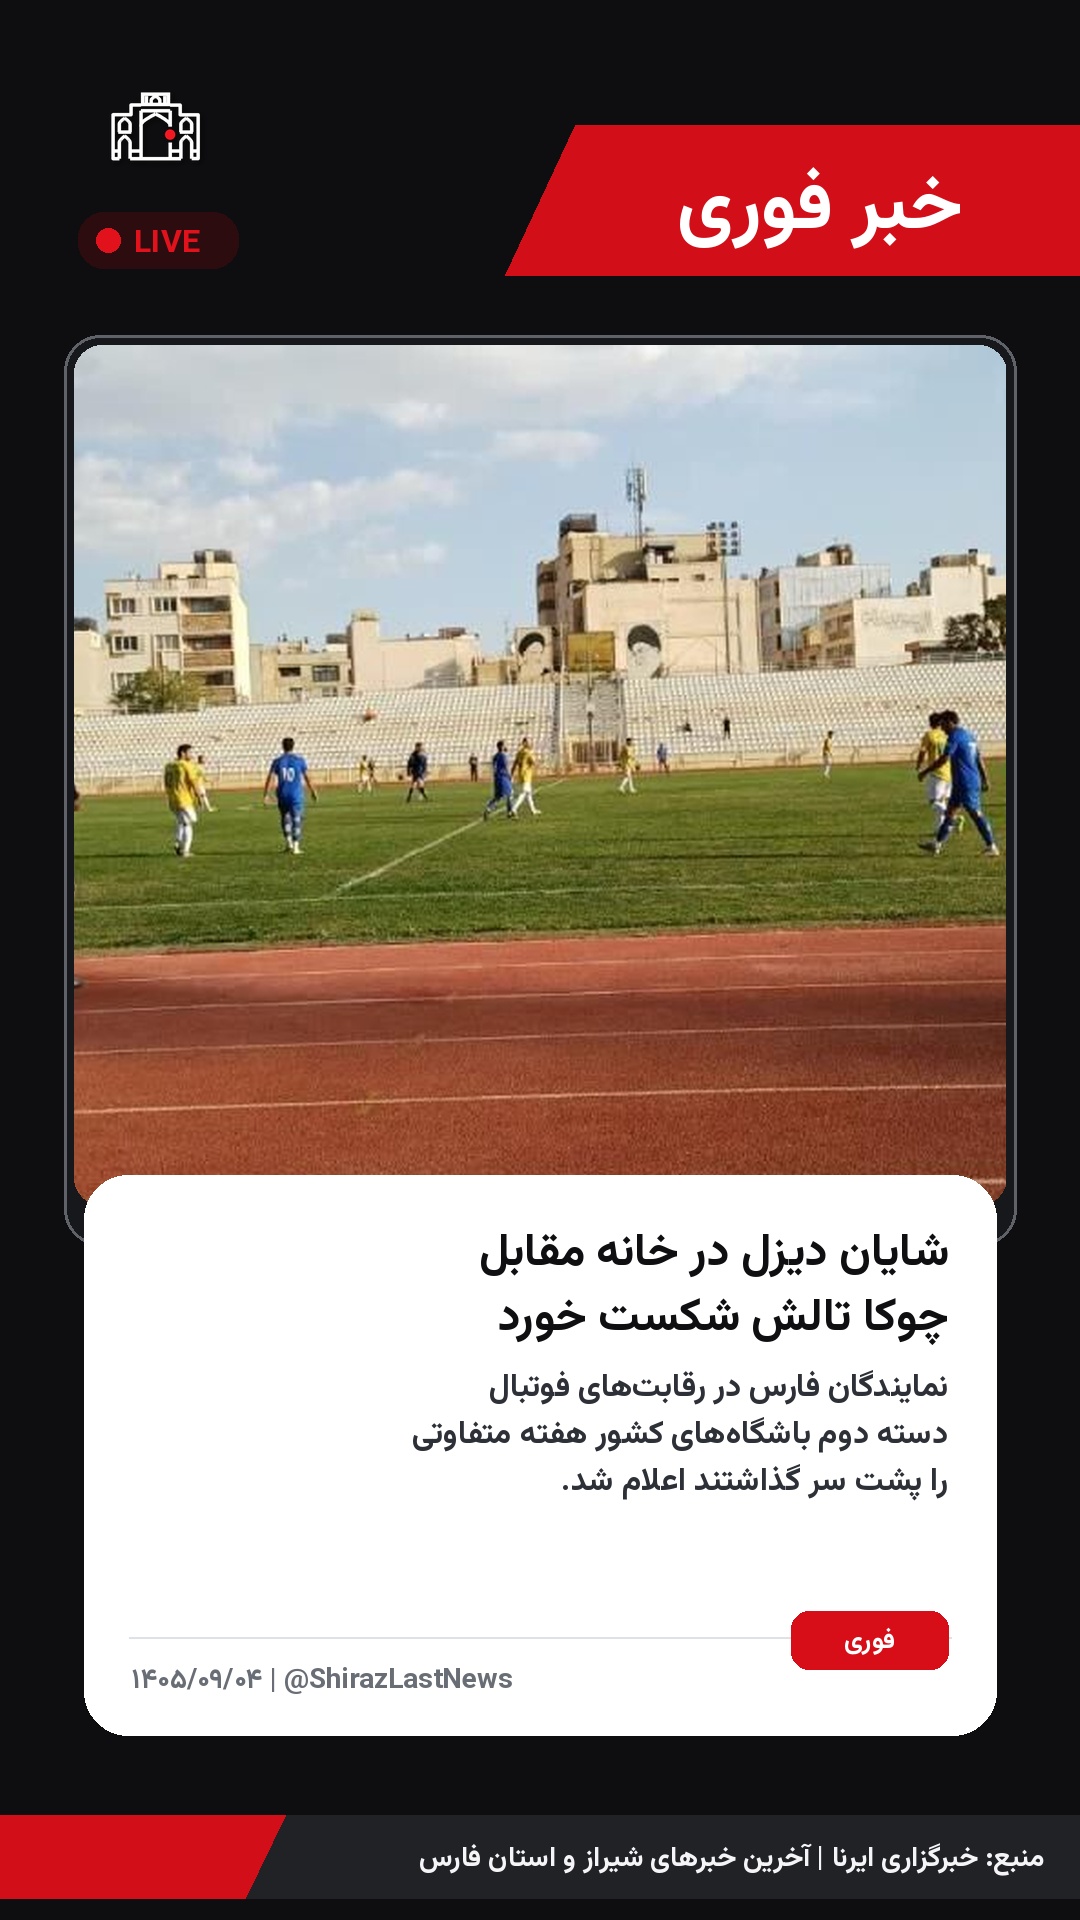 خبر فوری
LIVE
10
شایان دیزل در خانه مقابل
چوکا تالش شکست خورد
نمایندگان فارس در رقابت‌های فوتبال
دسته دوم باشگاه‌های کشور هفته متفاوتی
را پشت سر گذاشتند اعلام شد.
فوری
۱۴۰۵/۰۹/۰۴ | @ShirazLastNews
منبع: خبرگزاری ایرنا | آخرین خبرهای شیراز و استان فارس